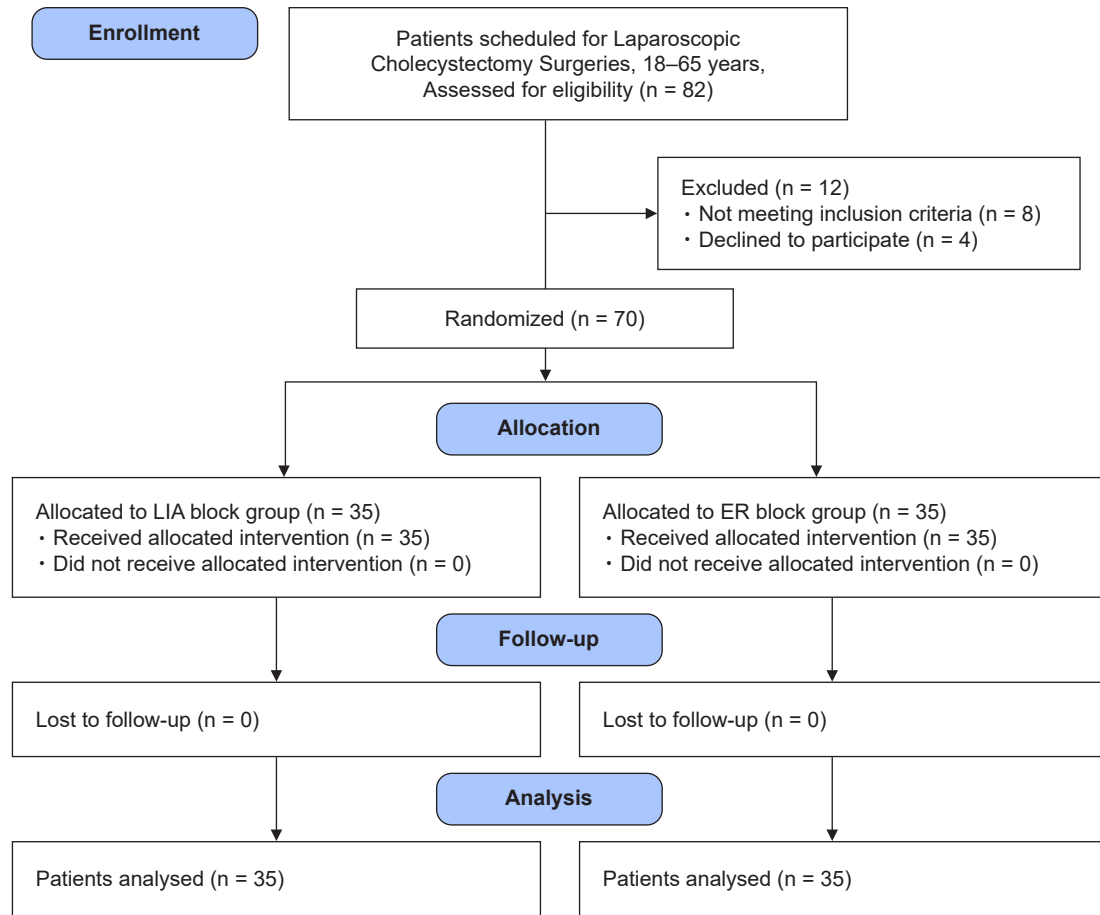 Enrollment
Patients scheduled for Laparoscopic
Cholecystectomy Surgeries, 18–65 years,
Assessed for eligibility (n = 82)
Excluded (n = 12)
・Not meeting inclusion criteria (n = 8)
・Declined to participate (n = 4)
Randomized (n = 70)
Allocation
Allocated to LIA block group (n = 35)
・Received allocated intervention (n = 35)
・Did not receive allocated intervention (n = 0)
Allocated to ER block group (n = 35)
・Received allocated intervention (n = 35)
・Did not receive allocated intervention (n = 0)
Follow-up
Lost to follow-up (n = 0)
Lost to follow-up (n = 0)
Analysis
Patients analysed (n = 35)
Patients analysed (n = 35)